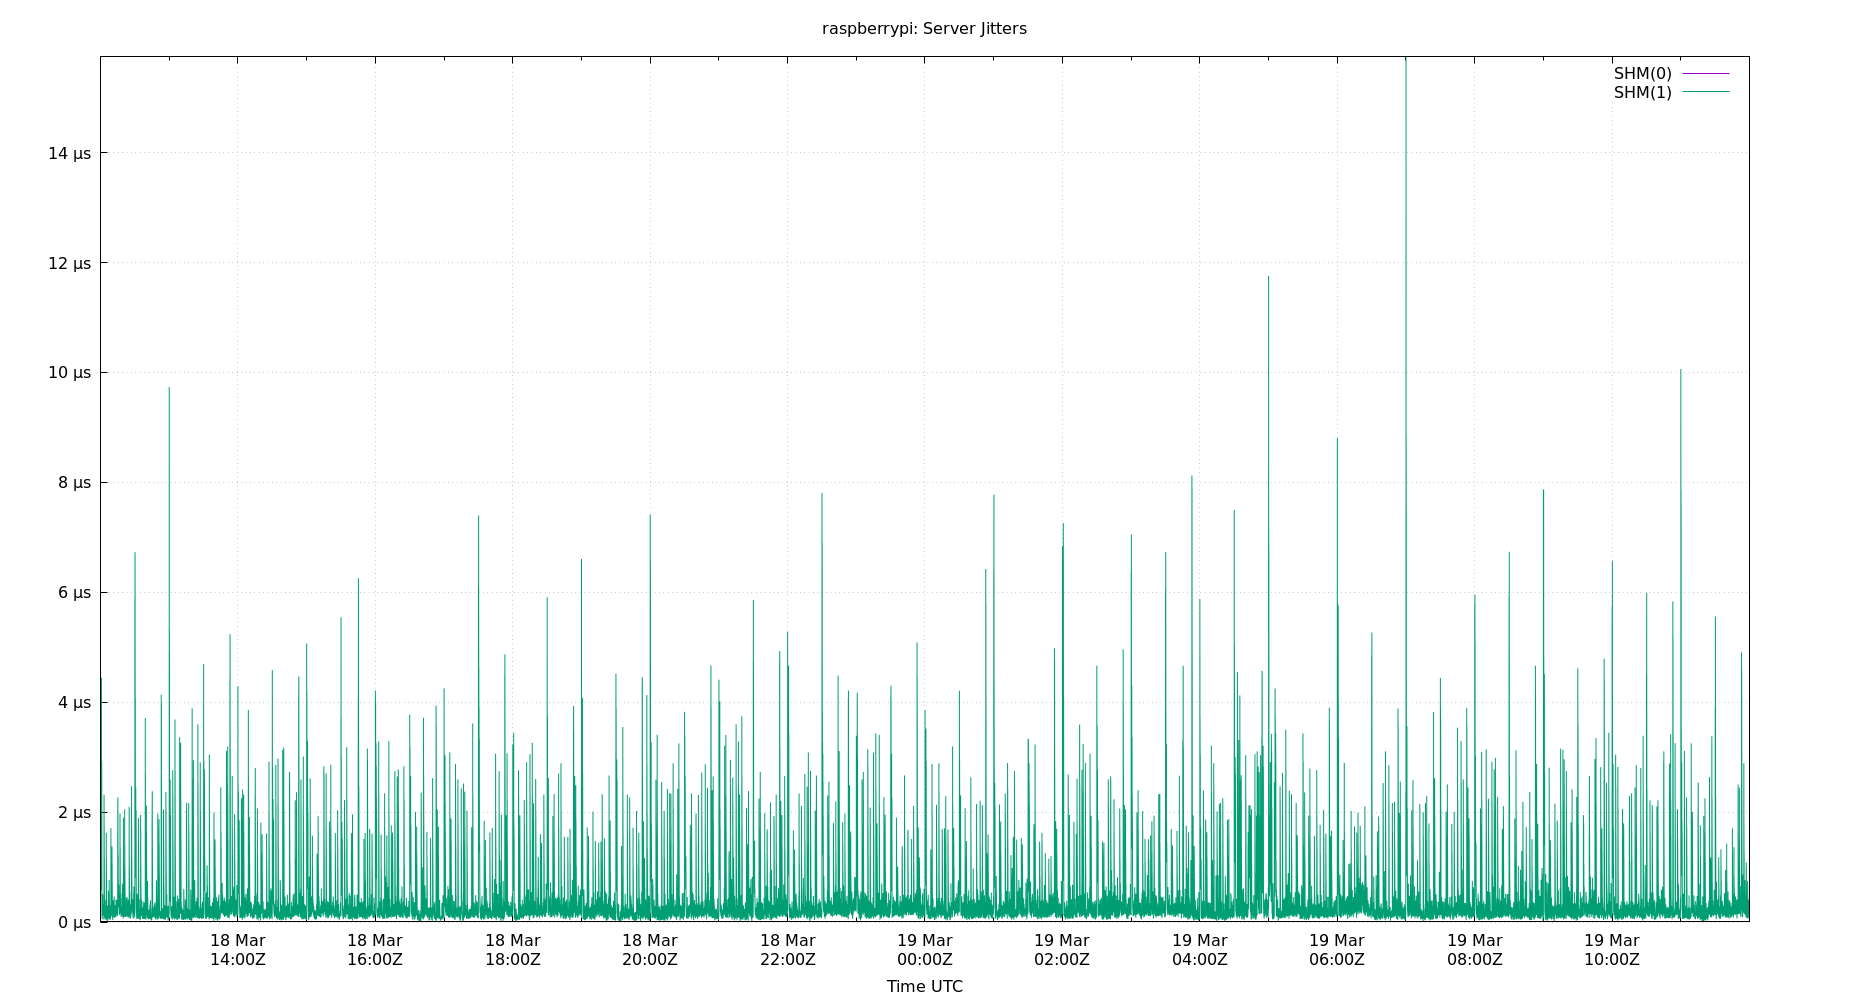 raspberrypi: Server Jitters
SHM(0)
SHM(1)
14 µs
12 µs
10 µs
8 µs
6 µs
4 µs
2 µs
0 µs
18 Mar 18 Mar 18 Mar 18 Mar 18 Mar 19 Mar 19 Mar 19 Mar 19 Mar 19 Mar 19 Mar
14:00Z 16:00Z 18:00Z 20:00Z 22:00Z 00:00Z 02:00Z 04:00Z 06:00Z 08:00Z 10:00Z
Time UTC